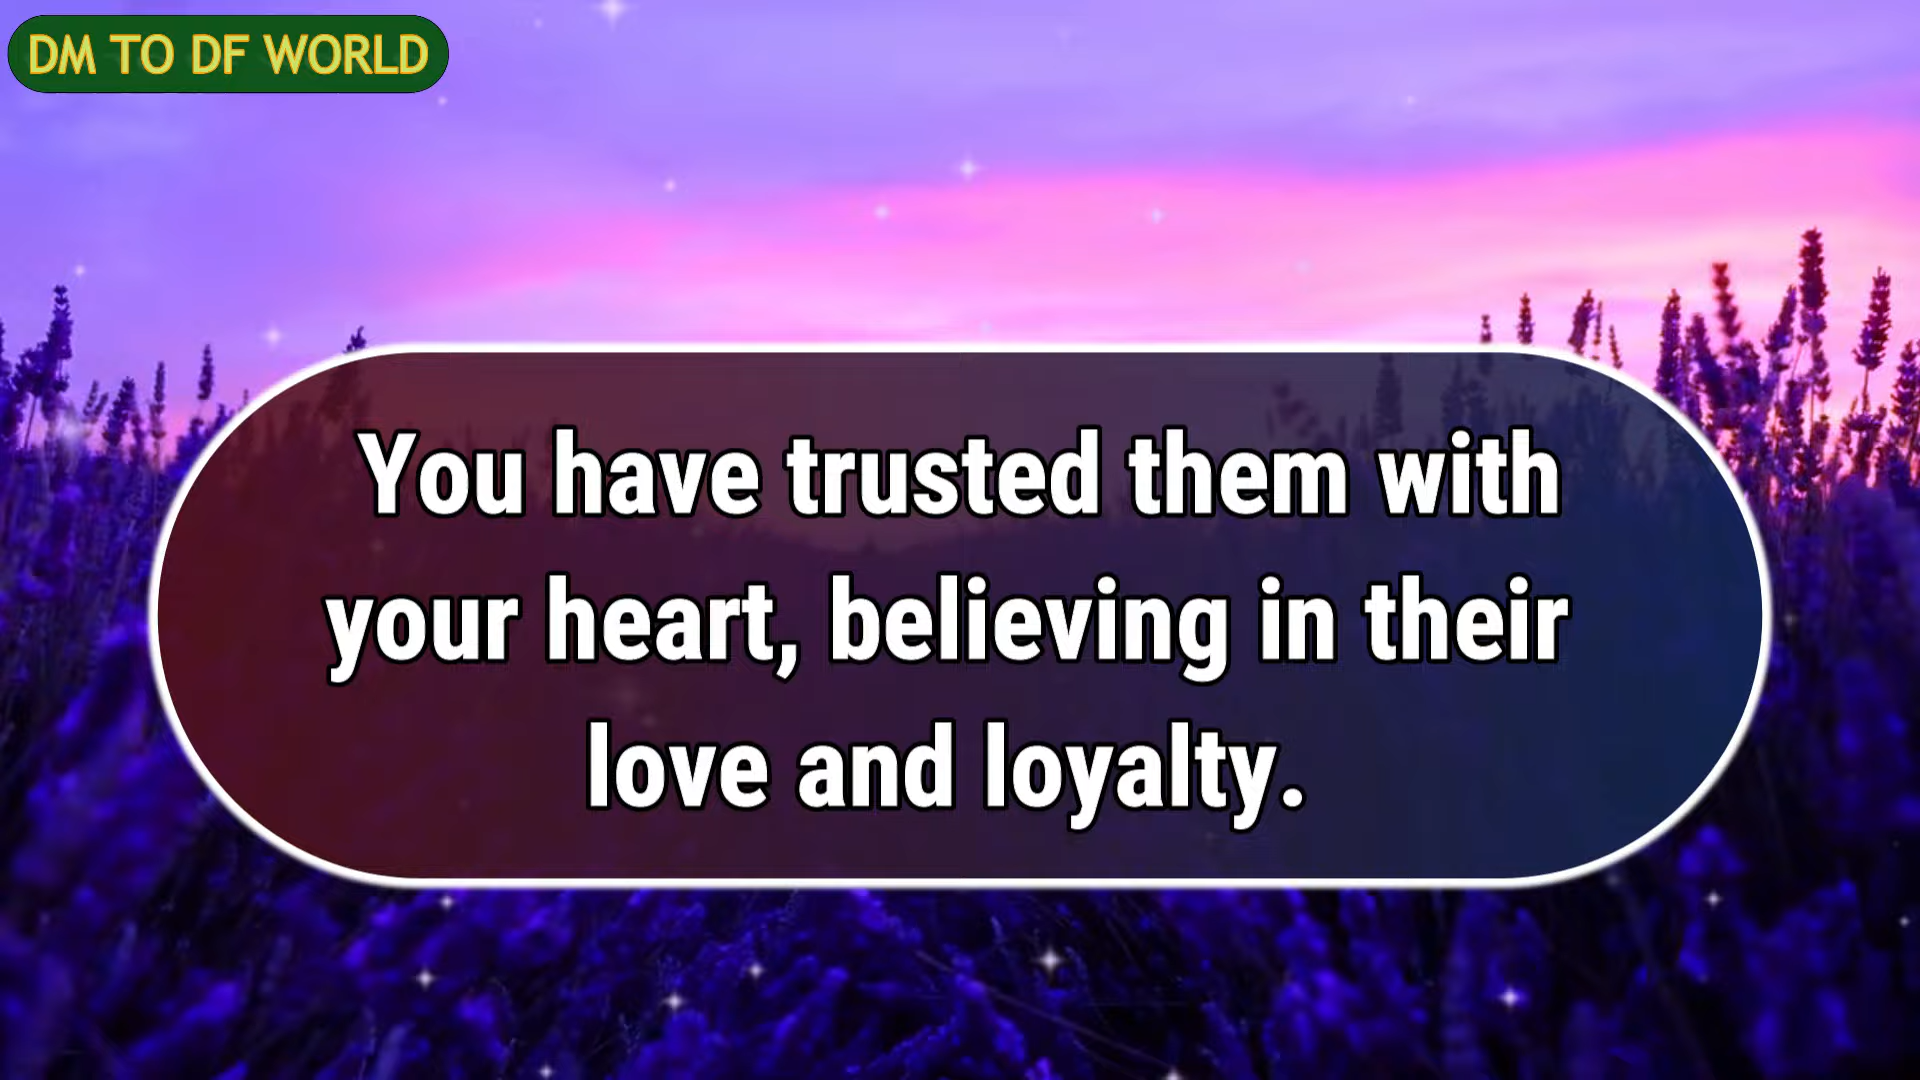 DM TO DF WORLD
You have trusted them with
your heart, believing in their
love and loyalty.